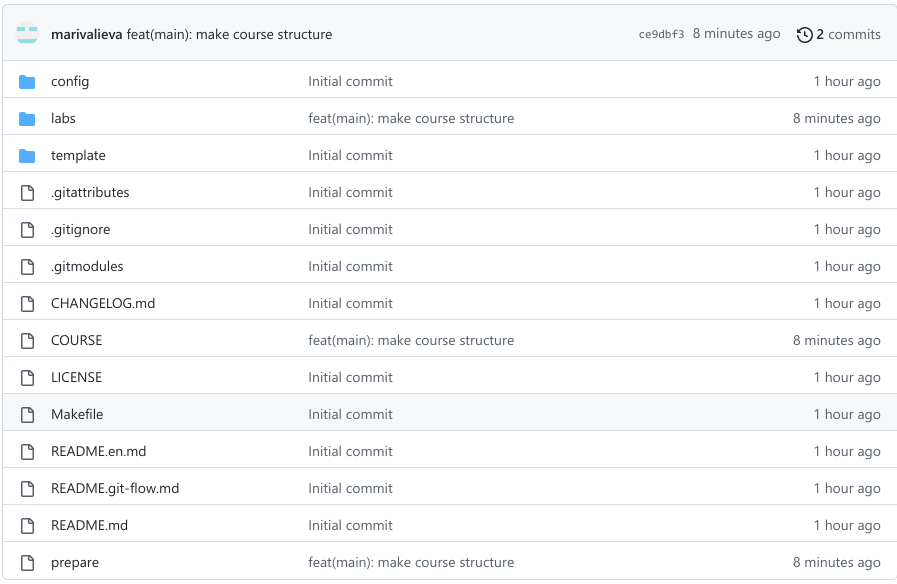 marivalieva feat(main): make course structure ce9dbf3 8 minutes ago 2 commits
config Initial commit 1 hour ago
labs feat(main): make course structure 8 minutes ago
template Initial commit 1 hour ago
.gitattributes Initial commit 1 hour ago
.gitignore Initial commit 1 hour ago
.gitmodules Initial commit 1 hour ago
CHANGELOG.md Initial commit 1 hour ago
COURSE feat(main): make course structure 8 minutes ago
LICENSE Initial commit 1 hour ago
Makefile Initial commit 1 hour ago
README.en.md Initial commit 1 hour ago
README.git-flow.md Initial commit 1 hour ago
README.md Initial commit 1 hour ago
prepare feat(main): make course structure 8 minutes ago